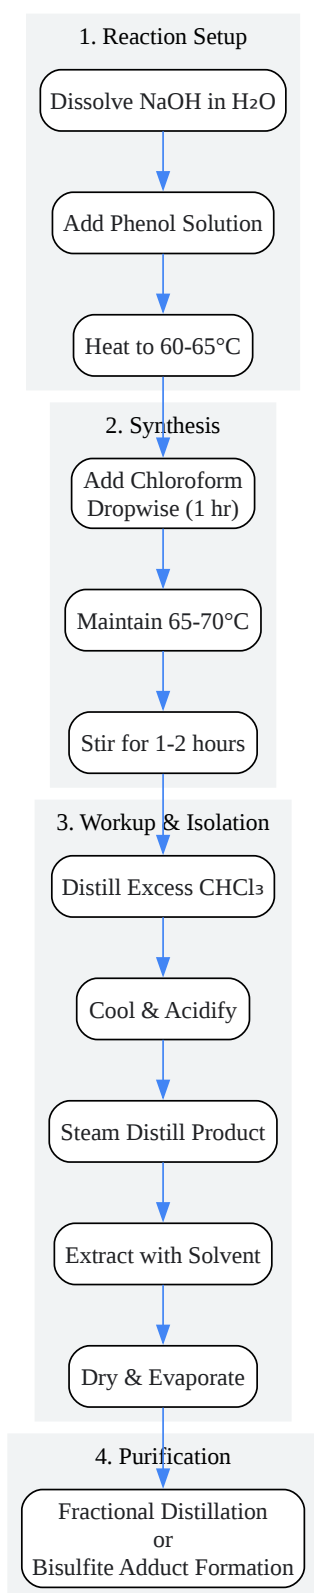 1. Reaction Setup
Dissolve NaOH in H₂O
Add Phenol Solution
Heat to 60-65°C
2. Synthesis
Add Chloroform
Dropwise (1 hr)
Maintain 65-70°C
Stir for 1-2 hours
3. Workup & Isolation
Distill Excess CHCl₃
Cool & Acidify
Steam Distill Product
Extract with Solvent
Dry & Evaporate
4. Purification
Fractional Distillation
or
Bisulfite Adduct Formation